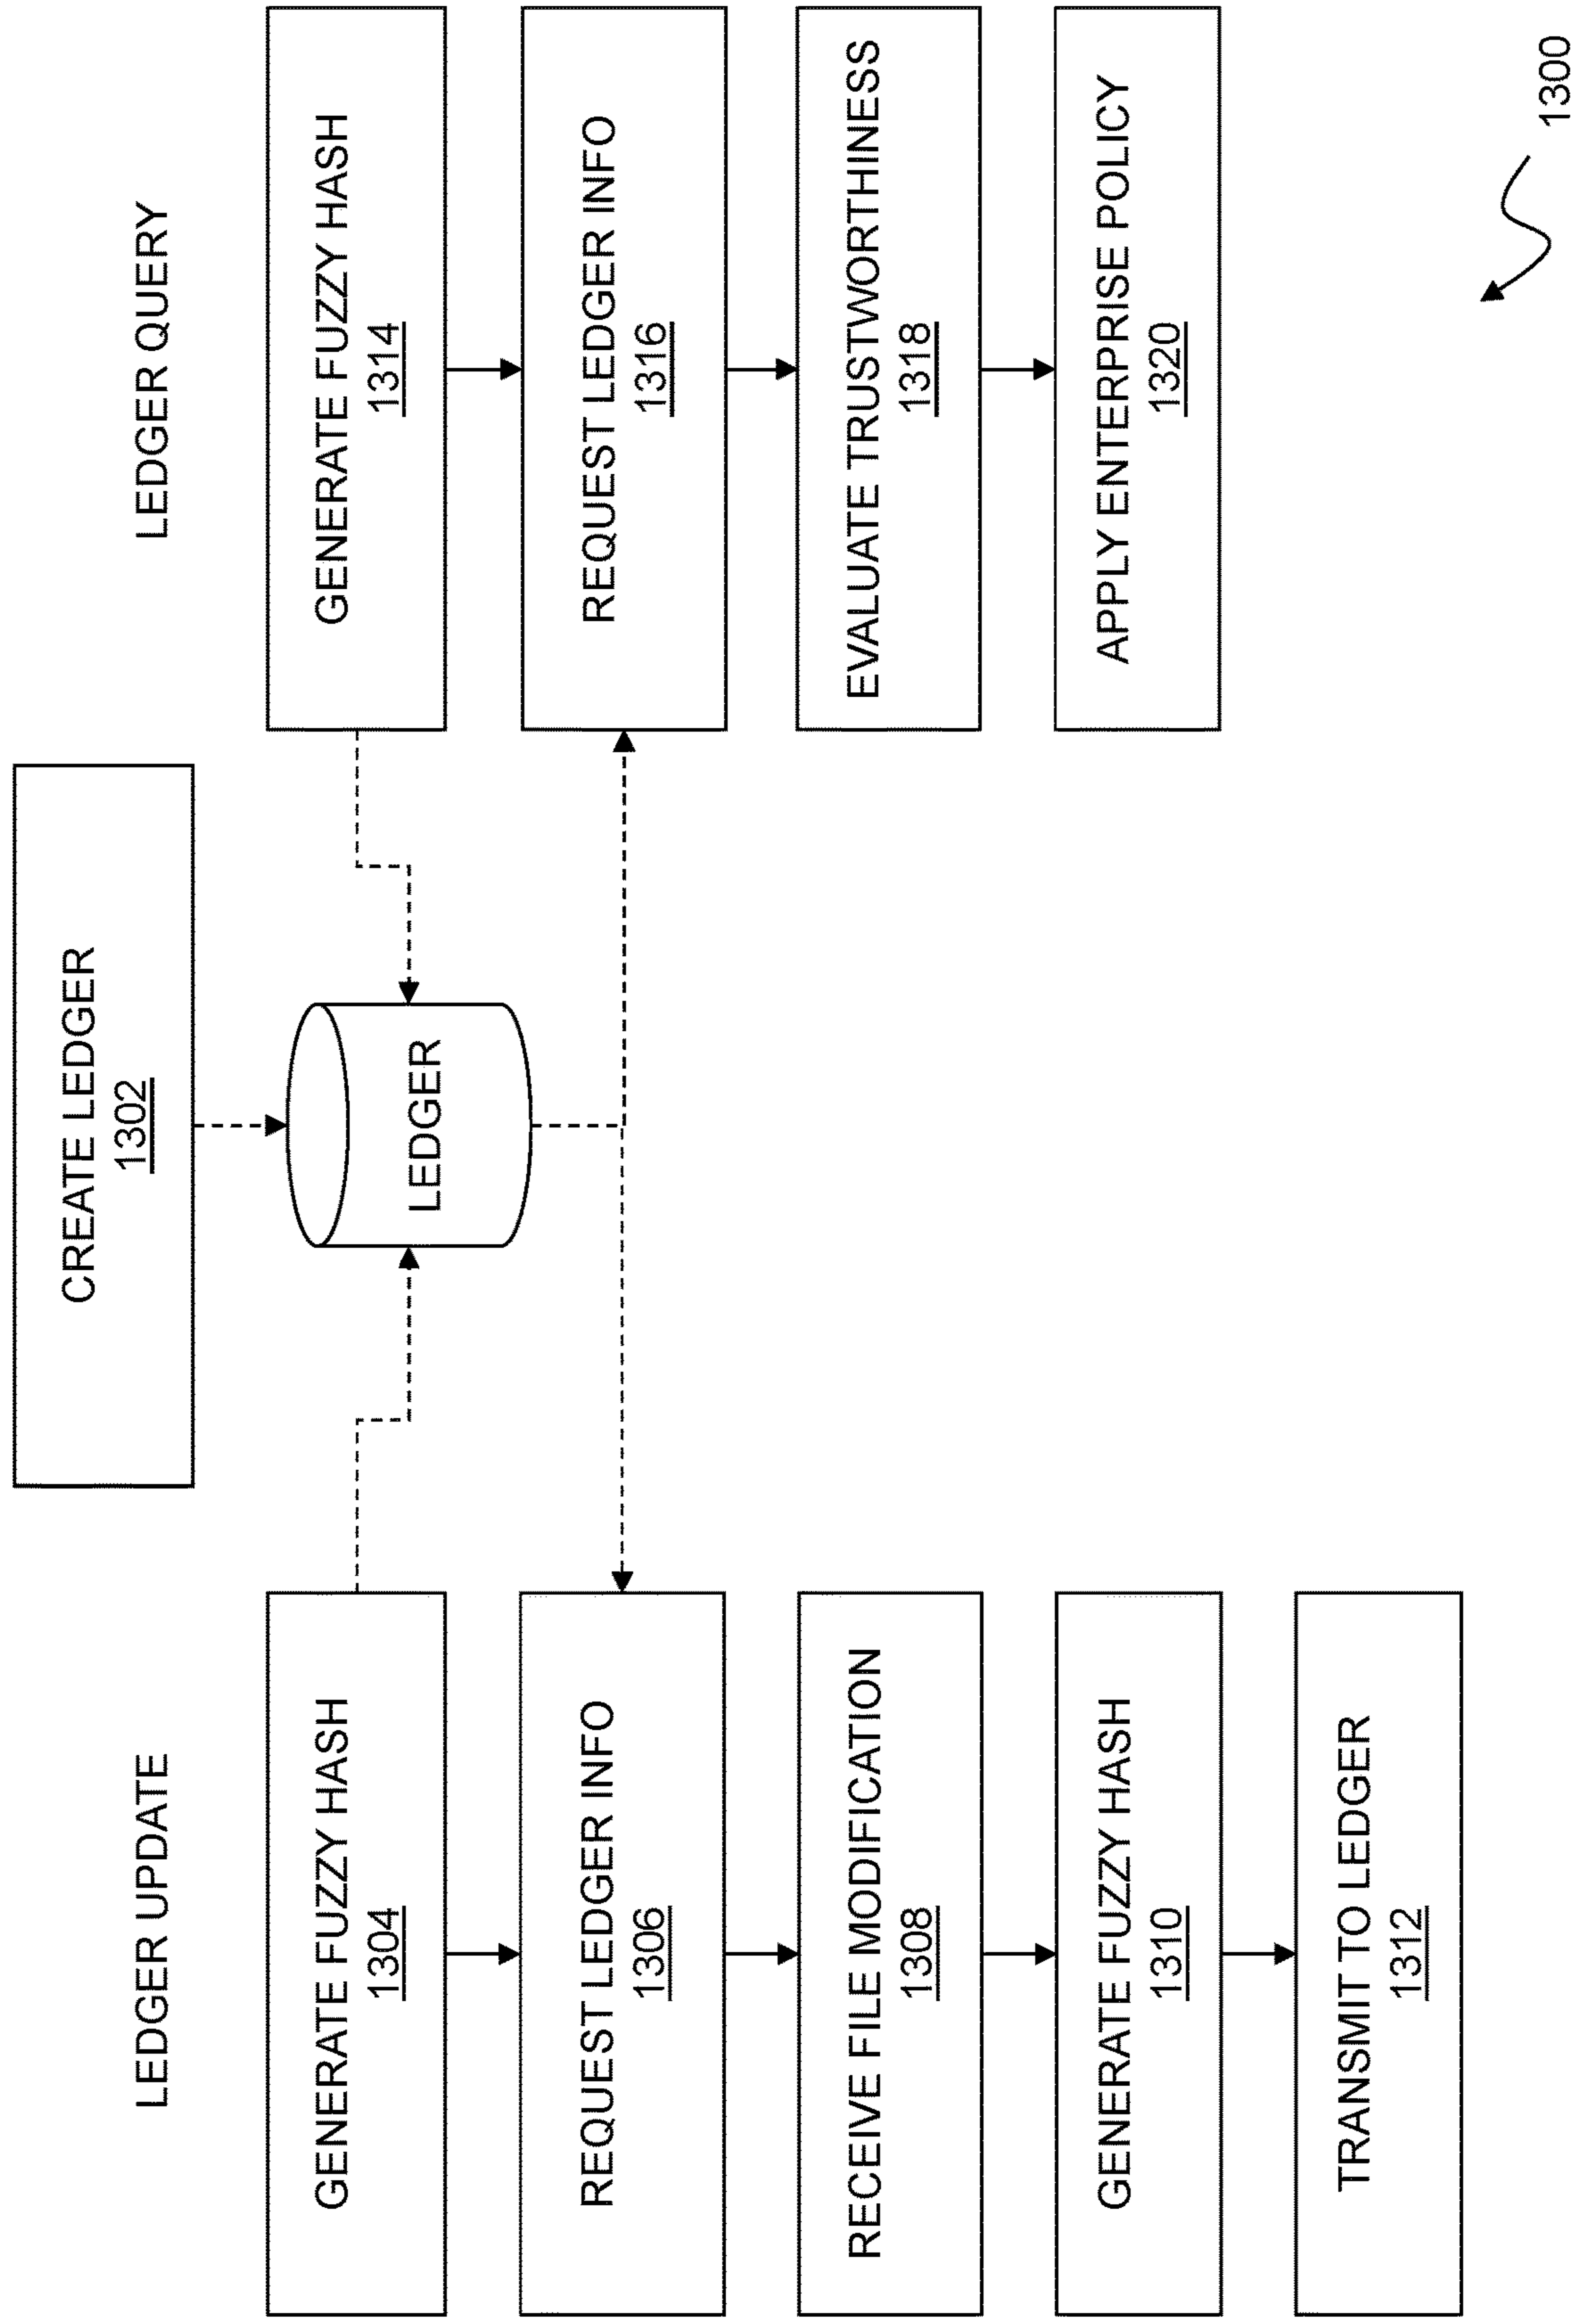 CREATE LEDGER
1302
LEDGER UPDATE
GENERATE FUZZY HASH
1304
REQUEST LEDGER INFO
1306
RECEIVE FILE MODIFICATION
1308
GENERATE FUZZY HASH
1310
TRANSMIT TO LEDGER
1312
LEDGER
LEDGER QUERY
GENERATE FUZZY HASH
1314
REQUEST LEDGER INFO
1316
EVALUATE TRUSTWORTHINESS
1318
APPLY ENTERPRISE POLICY
1320
1300